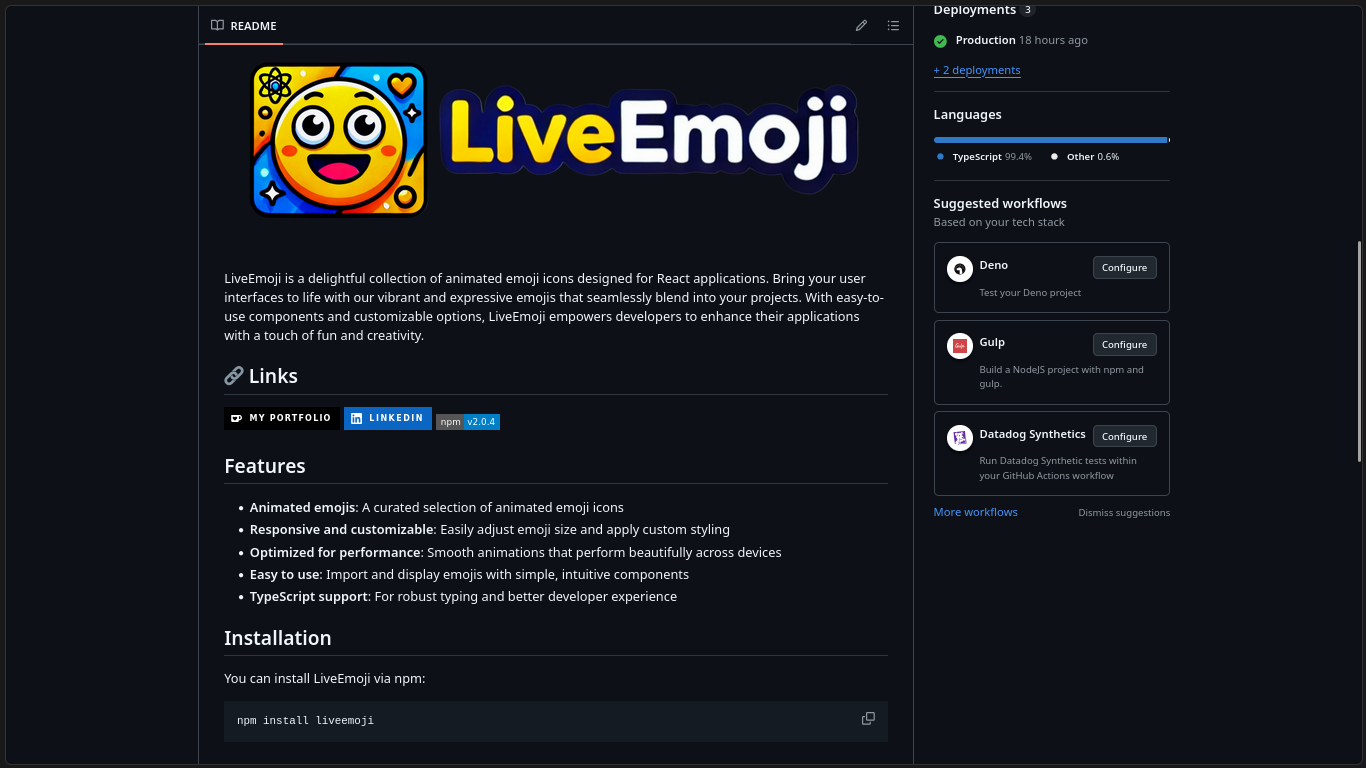 README
LiveEmoji
LiveEmoji is a delightful collection of animated emoji icons designed for React applications. Bring your user
interfaces to life with our vibrant and expressive emojis that seamlessly blend into your projects. With easy-to-
use components and customizable options, LiveEmoji empowers developers to enhance their applications
with a touch of fun and creativity.
🔗 Links
MY PORTFOLIO LINKEDIN npm v2.0.4
Features
• Animated emojis: A curated selection of animated emoji icons
• Responsive and customizable: Easily adjust emoji size and apply custom styling
• Optimized for performance: Smooth animations that perform beautifully across devices
• Easy to use: Import and display emojis with simple, intuitive components
• TypeScript support: For robust typing and better developer experience
Installation
You can install LiveEmoji via npm:
npm install liveemoji
Deployments 3
Production 18 hours ago
+ 2 deployments
Languages
TypeScript 99.4% Other 0.6%
Suggested workflows
Based on your tech stack
Deno Configure
Test your Deno project
Gulp Configure
Build a NodeJS project with npm and
gulp.
Datadog Synthetics Configure
Run Datadog Synthetic tests within
your GitHub Actions workflow
More workflows Dismiss suggestions